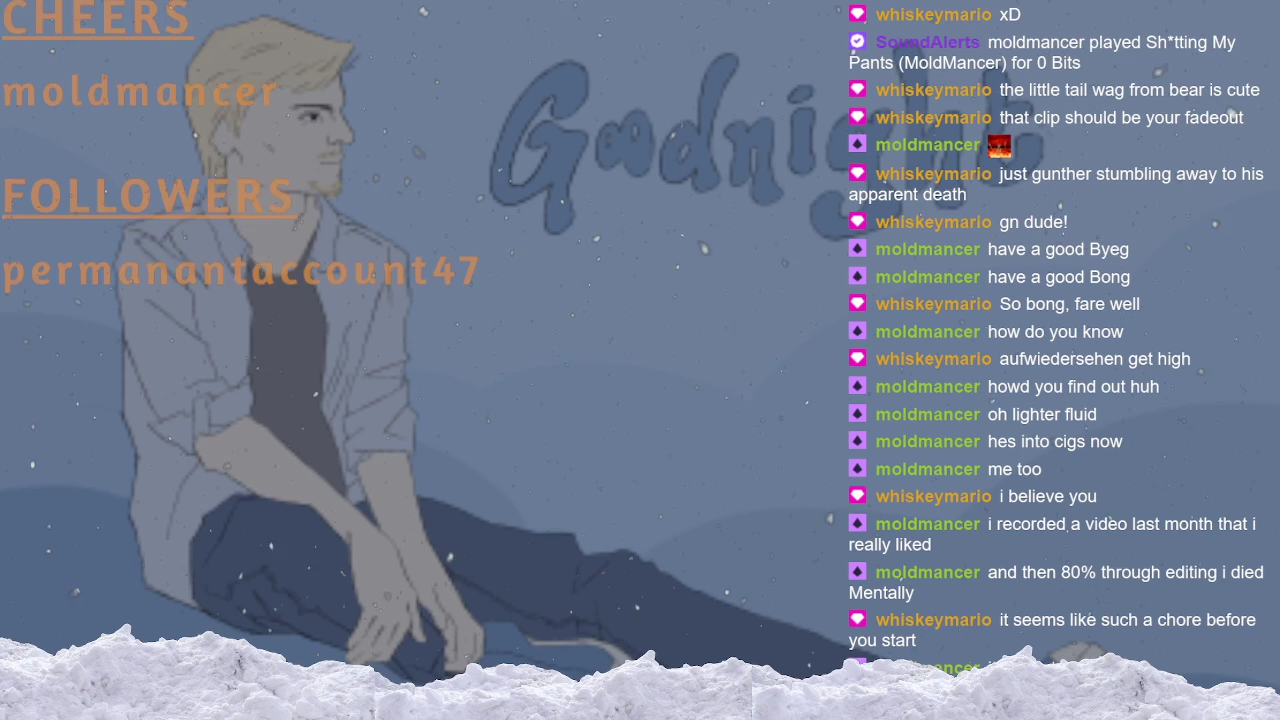 CHEERS
moldmancer
FOLLOWERS
permanantaccount47
Goodnight
whiskeymario xD
SoundAlerts moldmancer played Sh*tting My
Pants (MoldMancer) for 0 Bits
whiskeymario the little tail wag from bear is cute
whiskeymario that clip should be your fadeout
moldmancer
whiskeymario just gunther stumbling away to his
apparent death
whiskeymario gn dude!
moldmancer have a good Byeg
moldmancer have a good Bong
whiskeymario So bong, fare well
moldmancer how do you know
whiskeymario aufwiedersehen get high
moldmancer howd you find out huh
moldmancer oh lighter fluid
moldmancer hes into cigs now
moldmancer me too
whiskeymario i believe you
moldmancer i recorded a video last month that i
really liked
moldmancer and then 80% through editing i died
Mentally
whiskeymario it seems like such a chore before
you start